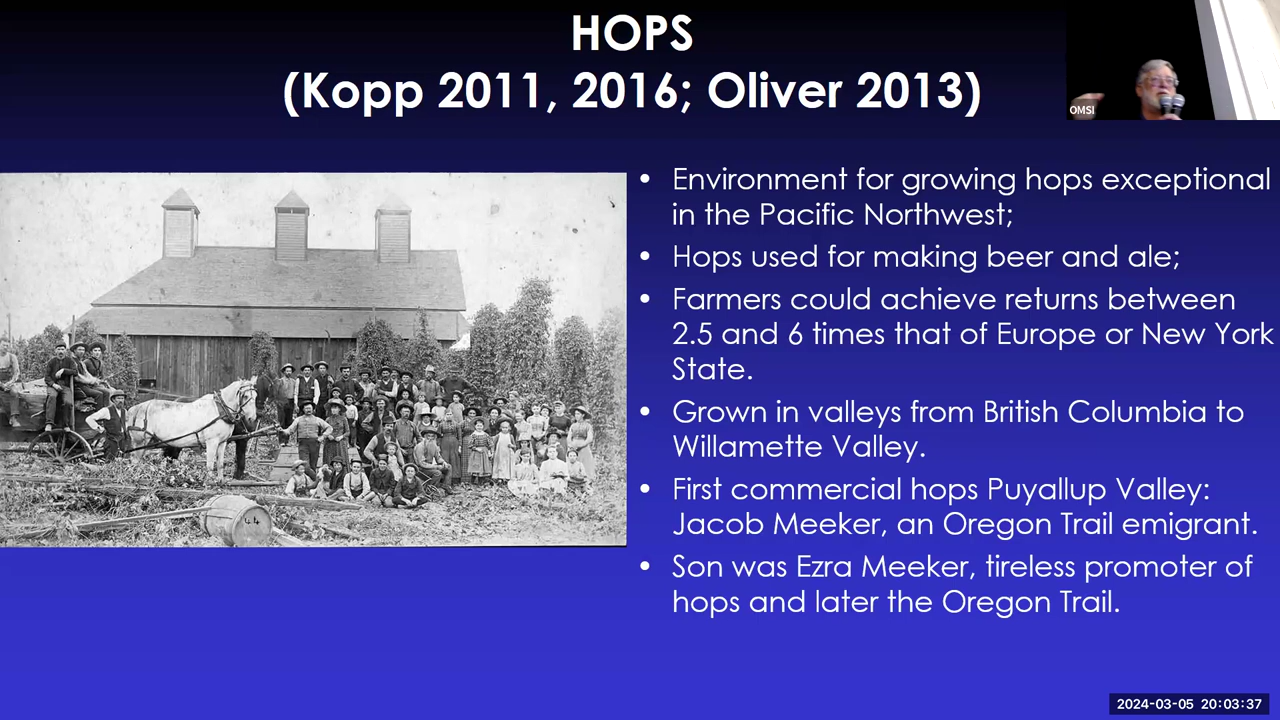 HOPS
(Kopp 2011, 2016; Oliver 2013)
OMSI
• Environment for growing hops exceptional
in the Pacific Northwest;
• Hops used for making beer and ale;
• Farmers could achieve returns between
2.5 and 6 times that of Europe or New York
State.
• Grown in valleys from British Columbia to
Willamette Valley.
• First commercial hops Puyallup Valley:
Jacob Meeker, an Oregon Trail emigrant.
• Son was Ezra Meeker, tireless promoter of
hops and later the Oregon Trail.
44
2024-03-05 20:03:37